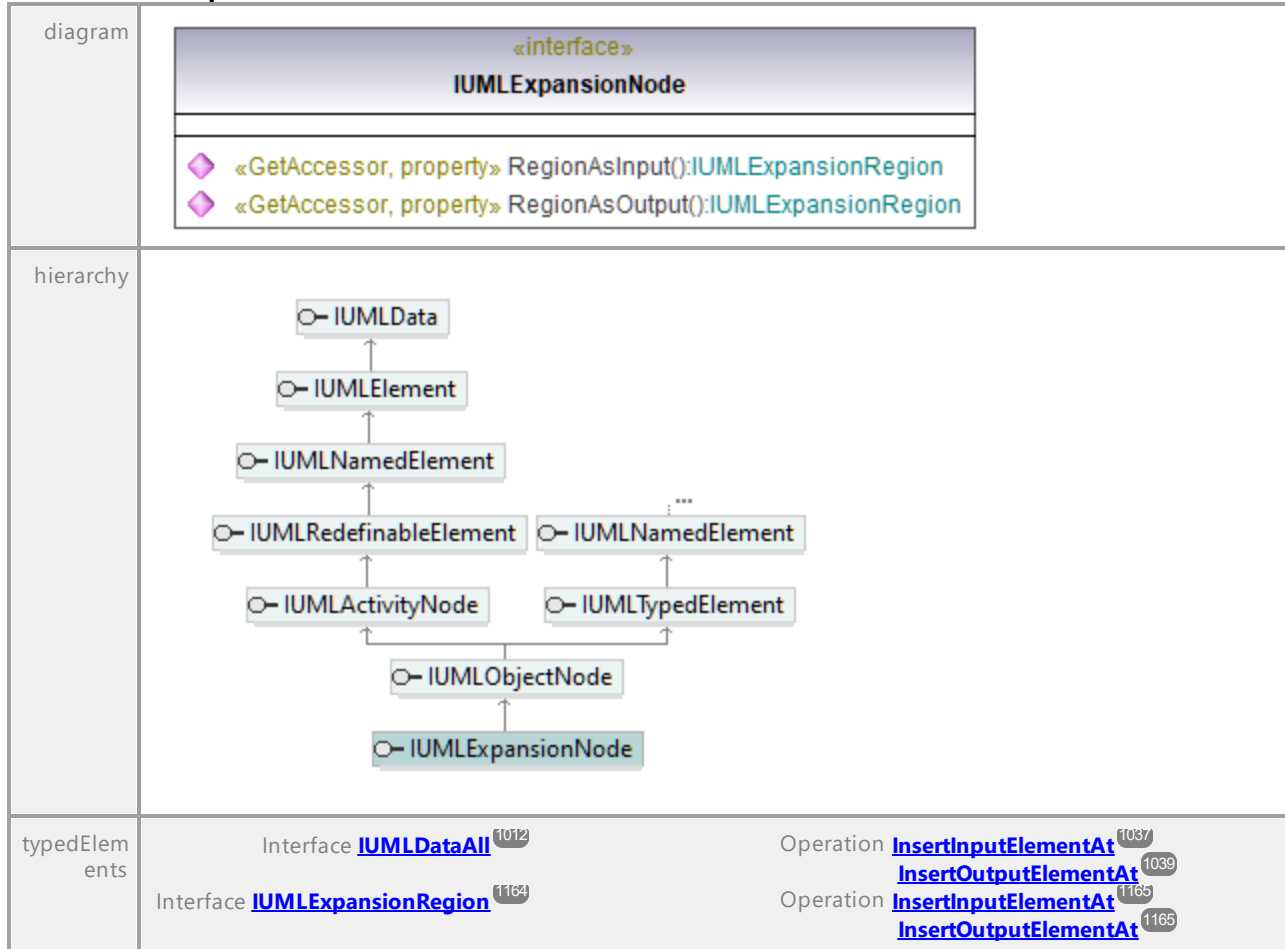 diagram
«interface»
IUMLExpansionNode
«GetAccessor, property» RegionAsInput():IUMLExpansionRegion
«GetAccessor, property» RegionAsOutput():IUMLExpansionRegion
hierarchy
IUMLData
IUMLElement
IUMLNamedElement
...
IUMLRedefinableElement IUMLNamedElement
IUMLActivityNode IUMLTypedElement
IUMLObjectNode
IUMLExpansionNode
typedElem
ents
Interface IUMLDataAll 1012 Operation InsertInputElementAt 1037
InsertOutputElementAt 1039
Interface IUMLExpansionRegion 1164 Operation InsertInputElementAt 1165
InsertOutputElementAt 1165